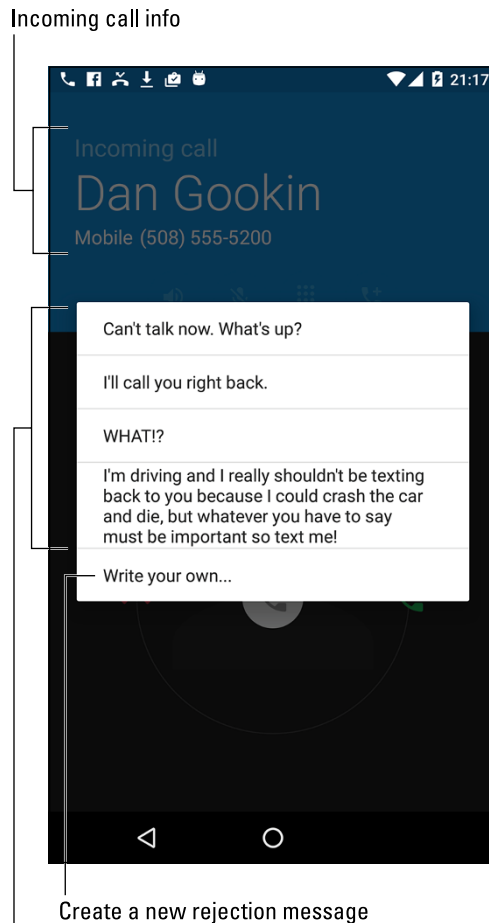 Incoming call info
21:17
Incoming call
Dan Gookin
Mobile (508) 555-5200
Can't talk now. What's up?
I'll call you right back.
WHAT!?
I'm driving and I really shouldn't be texting
back to you because I could crash the car
and die, but whatever you have to say
must be important so text me!
Write your own...
Create a new rejection message